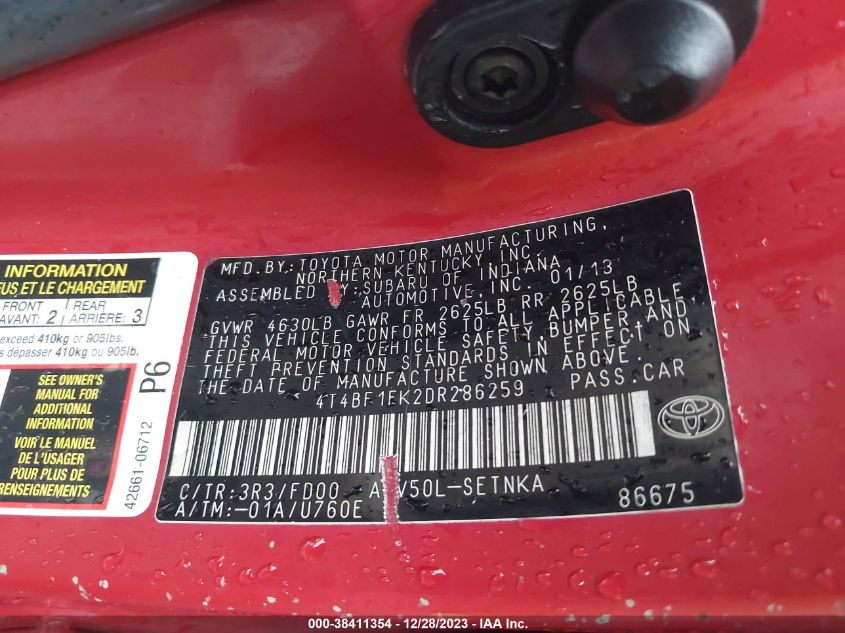 INFORMATION
EUS ET LE CHARGEMENT
FRONT
AVANT: 2
REAR
ARRIÈRE: 3
exceed 410kg or 905lbs.
s dépasser 410kg ou 905lb.
SEE OWNER'S
MANUAL FOR
ADDITIONAL
INFORMATION
VOIR LE MANUEL
DE L'USAGER
POUR PLUS DE
RENSEIGNEMENTS
P6
42661-06712
MFD.BY: TOYOTA MOTOR MANUFACTURING,
NORTHERN KENTUCKY, INC.
ASSEMBLED BY: SUBARU OF INDIANA
AUTOMOTIVE, INC. 01/13
GVWR 4630LB GAWR FR 2625LB RR 2625LB
THIS VEHICLE CONFORMS TO ALL APPLICABLE
FEDERAL MOTOR VEHICLE SAFETY, BUMPER, AND
THEFT PREVENTION STANDARDS IN EFFECT ON
THE DATE OF MANUFACTURE SHOWN ABOVE.
4T4BF1FK2DR286259 PASS.CAR
C/TR: 3R3/FD00 A V50L-SETNKA
A/TM: -01A/U760E 86675
000-38411354 - 12/28/2023 - IAA Inc.